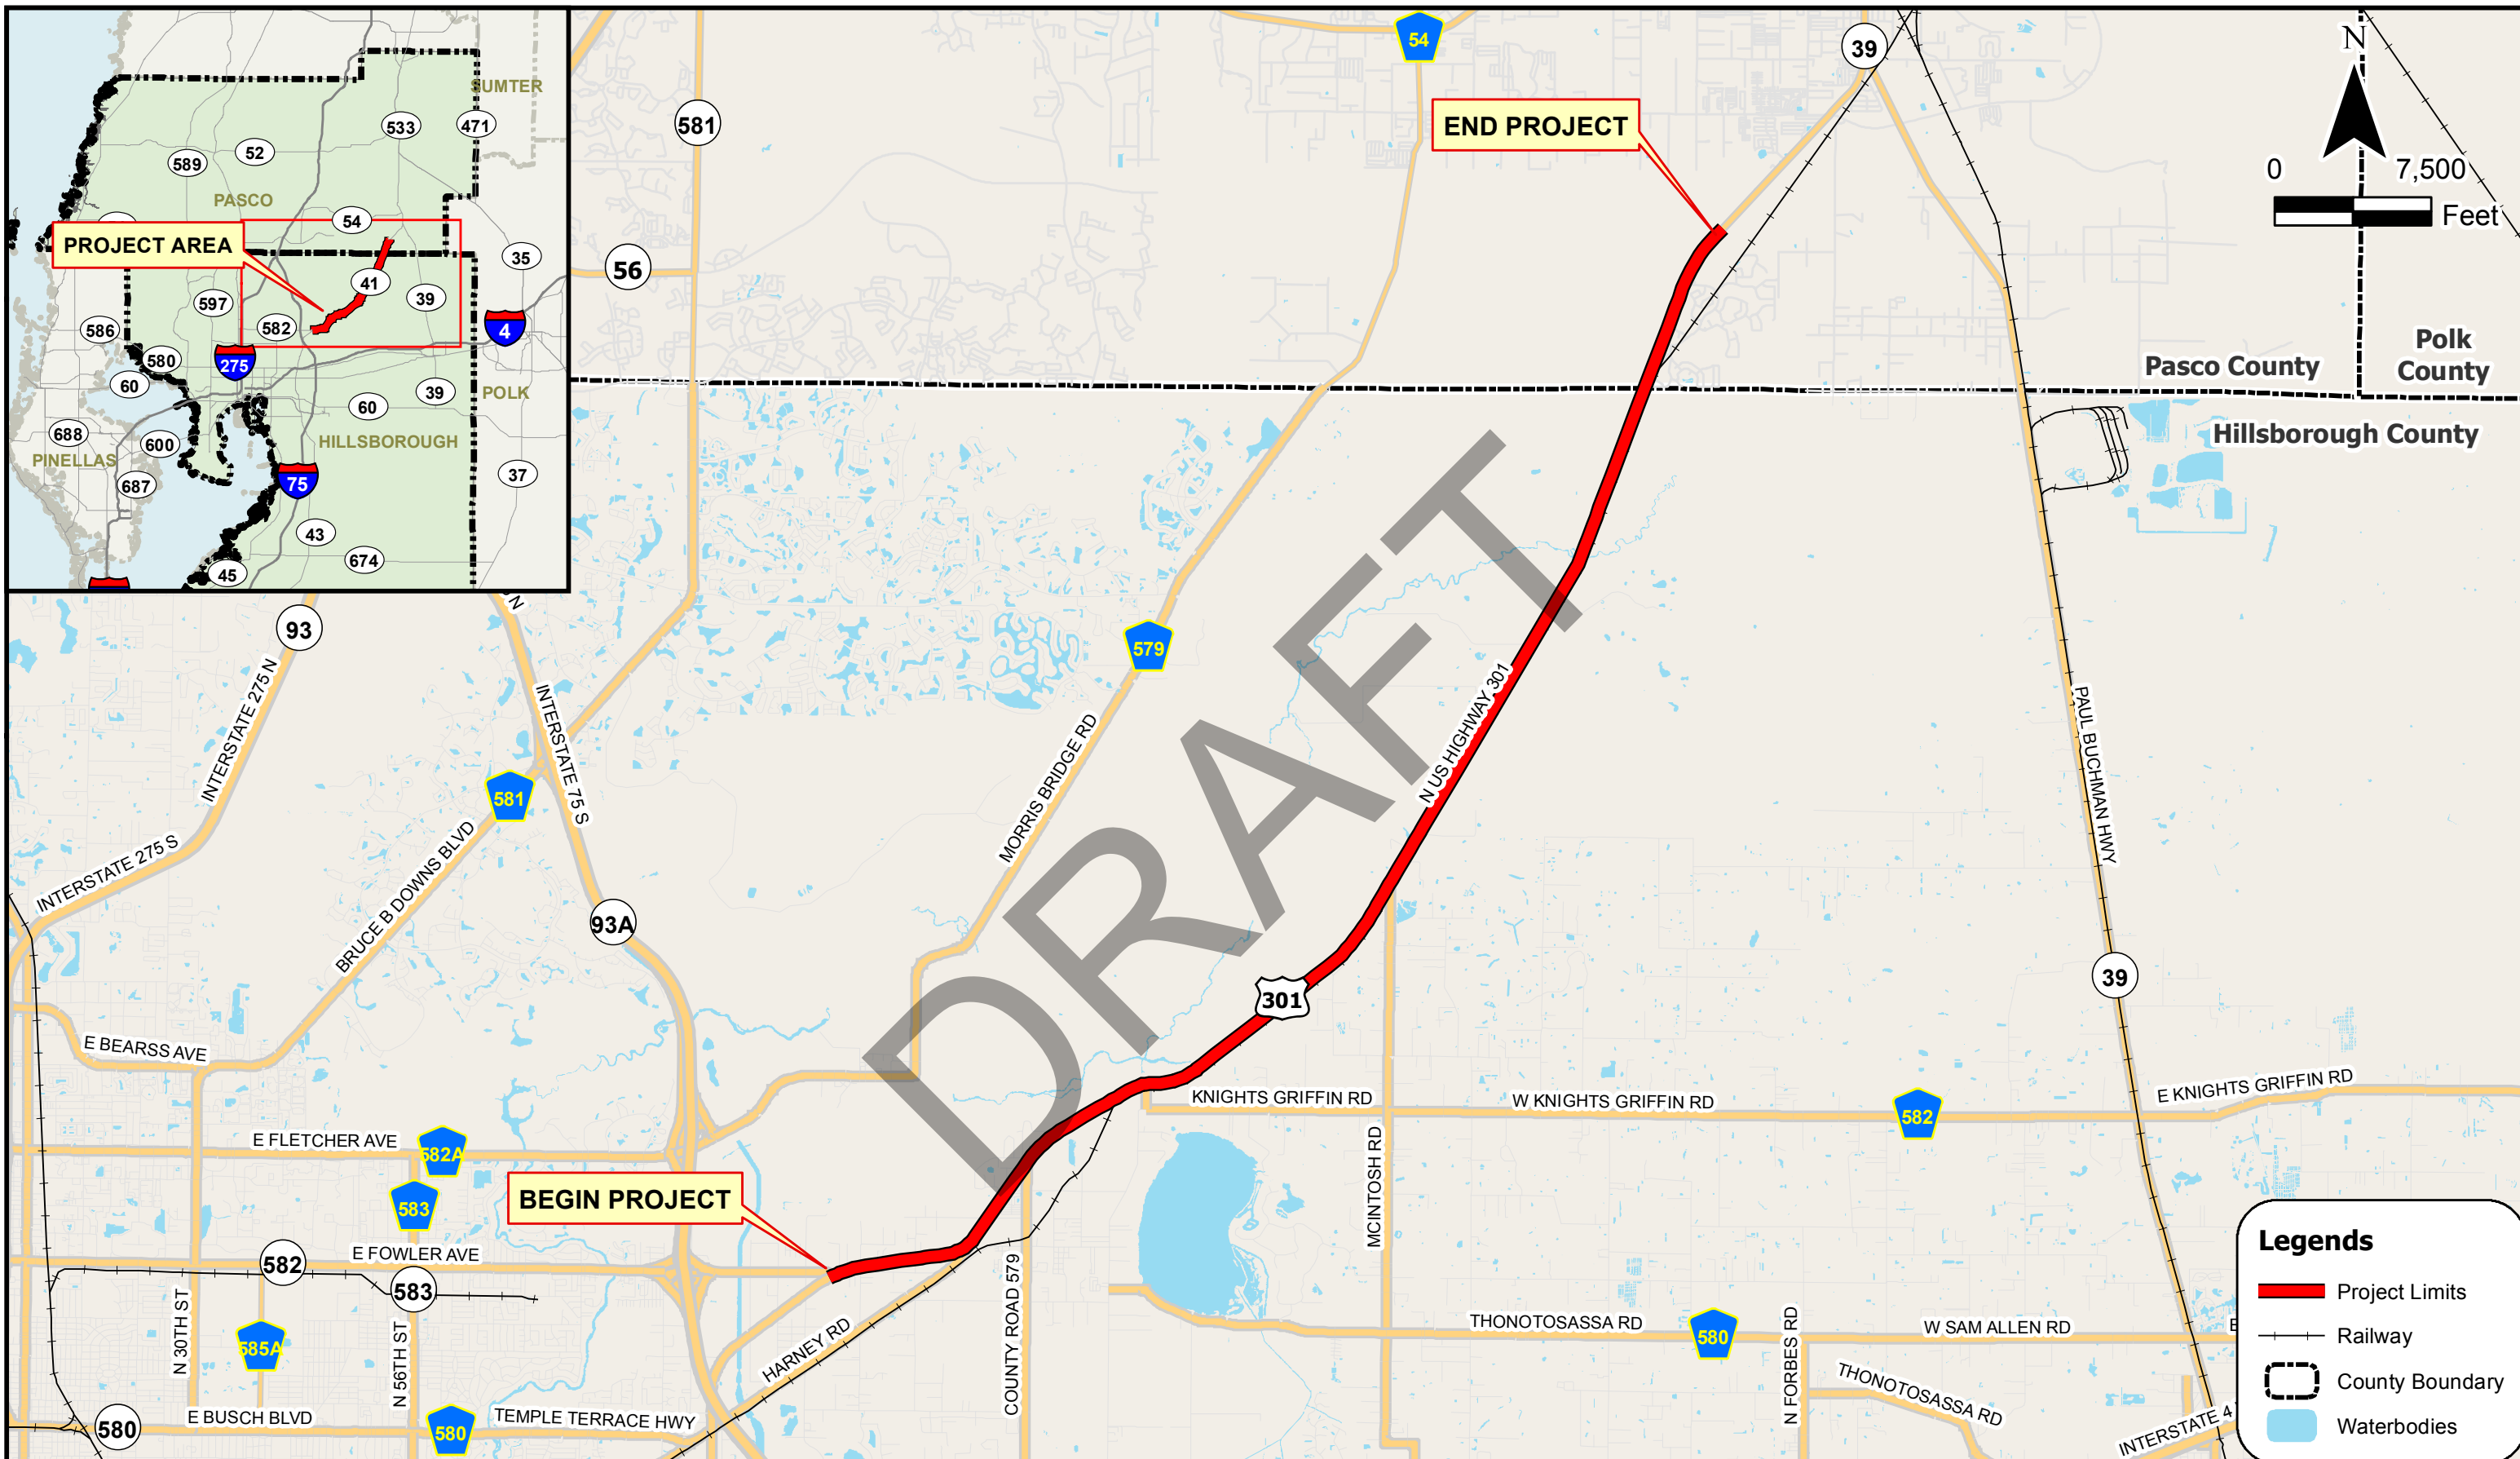 SUMTER
533
471
52
589
PASCO
54
PROJECT AREA
35
41
597
39
586
582
4
580
275
60
39
60
POLK
688
600
HILLSBOROUGH
PINELLAS
37
687
75
43
674
45
54
39
N
581
END PROJECT
0
7,500
Feet
56
Polk
County
Pasco County
Hillsborough County
N
93
579
INTERSTATE 275 N
INTERSTATE 75 S
N US HIGHWAY 301
PAUL BUCHMAN HWY
MORRIS BRIDGE RD
581
INTERSTATE 275 S
BRUCE B DOWNS BLVD
93A
DRAFT
39
301
E BEARSS AVE
KNIGHTS GRIFFIN RD
W KNIGHTS GRIFFIN RD
582
E KNIGHTS GRIFFIN RD
E FLETCHER AVE
582A
MCINTOSH RD
BEGIN PROJECT
583
E FOWLER AVE
582
583
COUNTY ROAD 579
N 30TH ST
585A
N 56TH ST
HARNEY RD
THONOTOSASSA RD
580
N FORBES RD
W SAM ALLEN RD
E
THONOTOSASSA RD
E BUSCH BLVD
580
580
TEMPLE TERRACE HWY
INTERSTATE 4
Legends
Project Limits
Railway
County Boundary
Waterbodies